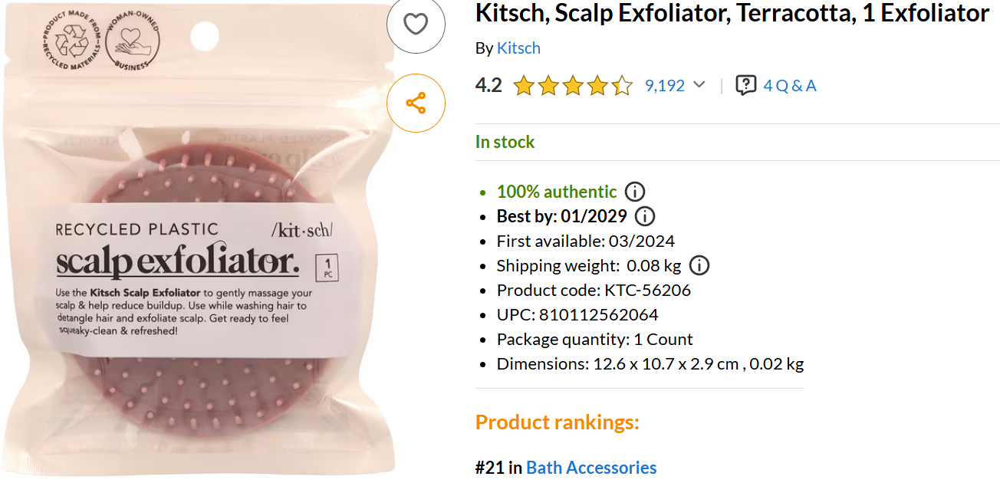 PRODUCT MADE FROM
RECYCLED MATERIALS
WOMAN-OWNED
BUSINESS
RECYCLED PLASTIC
/kit·sch/
scalp exfoliator.
1
PC
Use the Kitsch Scalp Exfoliator to gently massage your
scalp & help reduce buildup. Use while washing hair to
detangle hair and exfoliate scalp. Get ready to feel
squeaky-clean & refreshed!
Kitsch, Scalp Exfoliator, Terracotta, 1 Exfoliator
By Kitsch
4.2 9,192 | 4 Q & A
In stock
100% authentic
Best by: 01/2029
First available: 03/2024
Shipping weight: 0.08 kg
Product code: KTC-56206
UPC: 810112562064
Package quantity: 1 Count
Dimensions: 12.6 x 10.7 x 2.9 cm , 0.02 kg
Product rankings:
#21 in Bath Accessories